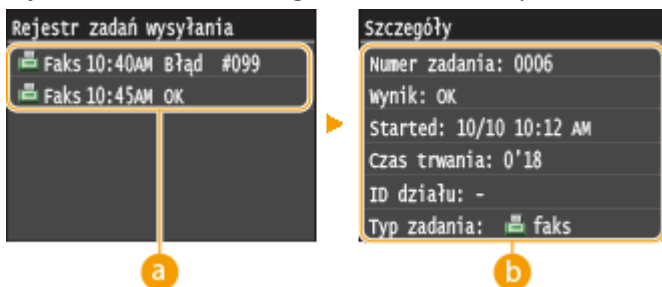 Rejestr zadań wysyłania
Faks 10:40AM Błąd #099
Faks 10:45AM OK
a
Szczegóły
Numer zadania: 0006
Wynik: OK
Started: 10/10 10:12 AM
Czas trwania: 0'18
ID działu: -
Typ zadania: faks
b